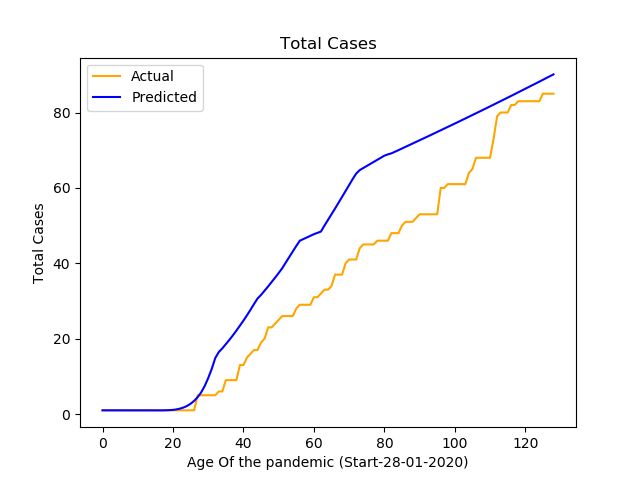 Total Cases
Actual
Predicted
80
60
40
20
0
Total Cases
0 20 40 60 80 100 120
Age Of the pandemic (Start-28-01-2020)